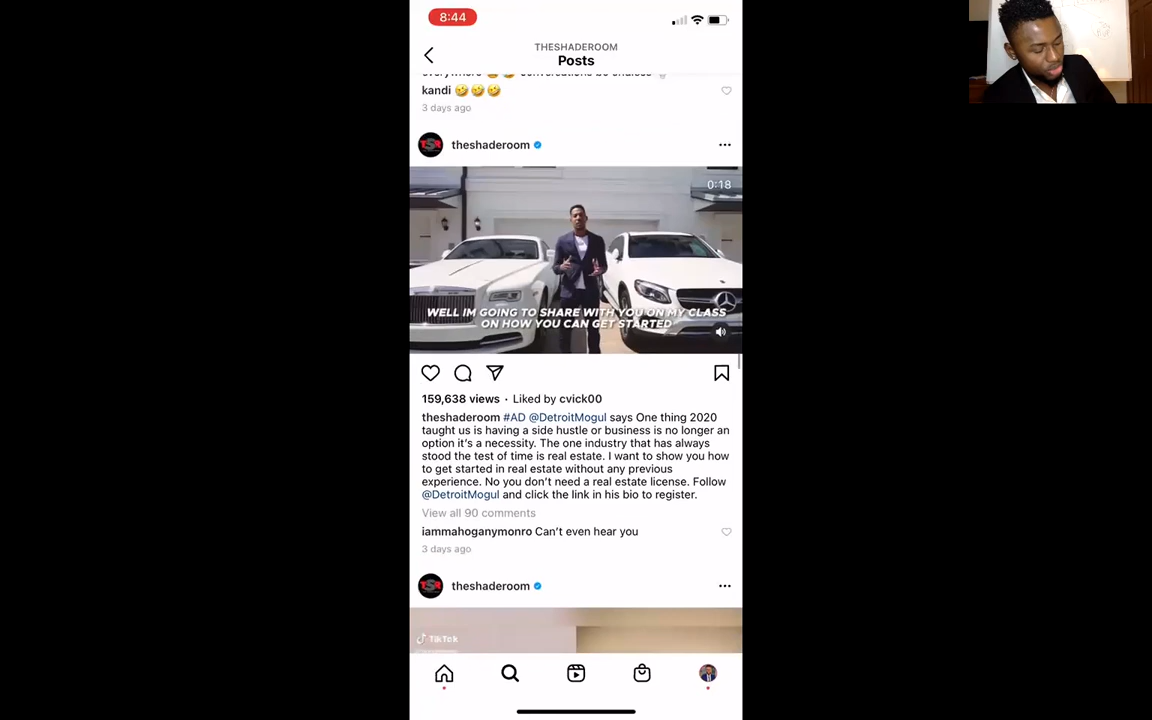 8:44
THESHADEROOM
Posts
kandi 🤣🤣🤣
3 days ago
TSR theshaderoom
0:18
WELL IM GOING TO SHARE WITH YOU ON MY CLASS
ON HOW YOU CAN GET STARTED
159,638 views · Liked by cvick00
theshaderoom #AD @DetroitMogul says One thing 2020
taught us is having a side hustle or business is no longer an
option it's a necessity. The one industry that has always
stood the test of time is real estate. I want to show you how
to get started in real estate without any previous
experience. No you don't need a real estate license. Follow
@DetroitMogul and click the link in his bio to register.
View all 90 comments
iammahoganymonro Can't even hear you
3 days ago
TSR theshaderoom
TikTok